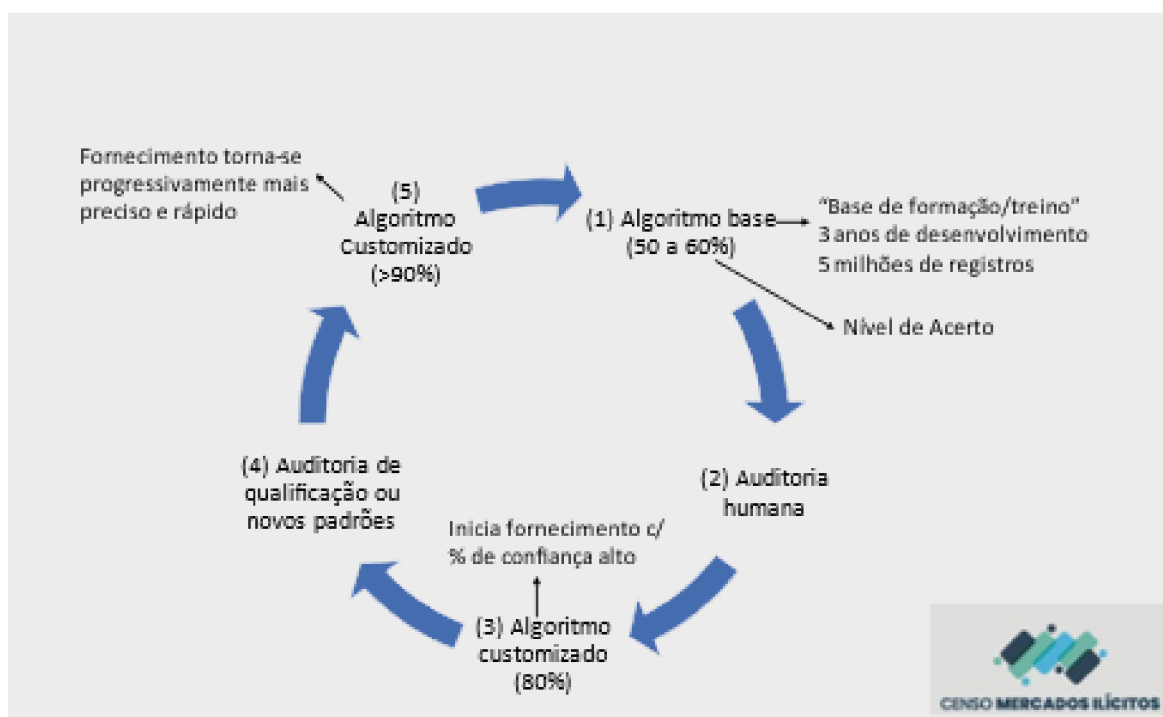 Fornecimento torna-se
progressivamente mais
preciso e rápido
(5)
Algoritmo
Customizado
(>90%)
(1) Algoritmo base
(50 a 60%)
“Base de formação/treino”
3 anos de desenvolvimento
5 milhões de registros
Nível de Acerto
(2) Auditoria
humana
(3) Algoritmo
customizado
(80%)
Inicia fornecimento c/
% de confiança alto
(4) Auditoria de
qualificação ou
novos padrões
CENSO MERCADOS ILÍCITOS